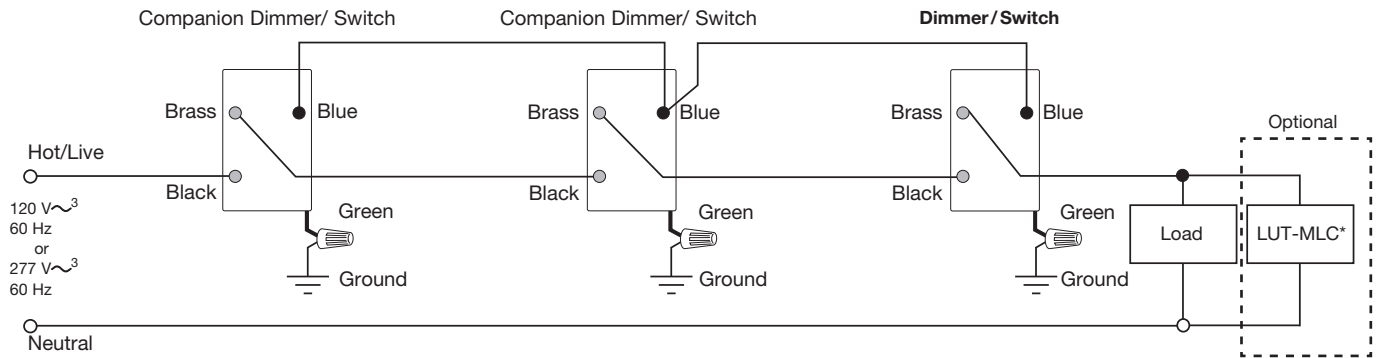 Companion Dimmer/ Switch
Companion Dimmer/ Switch
Dimmer/Switch
Brass
Blue
Brass
Blue
Brass
Blue
Optional
Hot/Live
Black
Black
Black
120 V~3
60 Hz
or
277 V~3
60 Hz
Green
Green
Green
Load
LUT-MLC*
Ground
Ground
Ground
Neutral